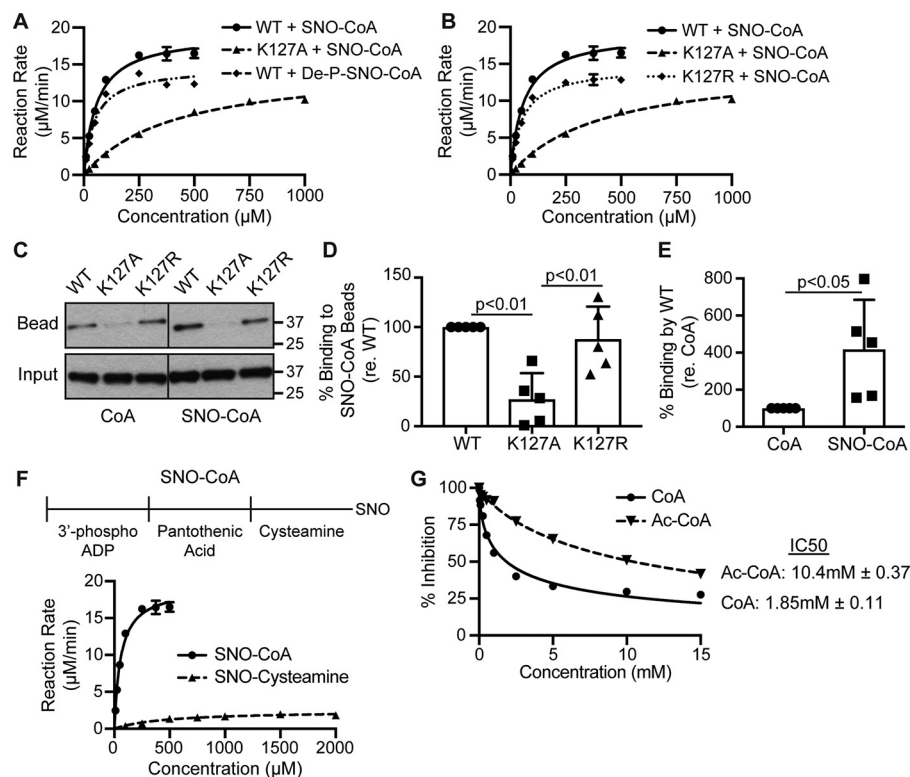 A
Reaction Rate
(µM/min)
20
15
10
5
0
0 250 500 750 1000
Concentration (µM)
WT + SNO-CoA
K127A + SNO-CoA
WT + De-P-SNO-CoA
B
Reaction Rate
(µM/min)
20
15
10
5
0
0 250 500 750 1000
Concentration (µM)
WT + SNO-CoA
K127A + SNO-CoA
K127R + SNO-CoA
C
WT K127A K127R WT K127A K127R
Bead
37
25
Input
37
25
CoA SNO-CoA
D
% Binding to
SNO-CoA Beads
(re. WT)
150
100
50
0
p<0.01 p<0.01
WT K127A K127R
E
% Binding by WT
(re. CoA)
800
600
400
200
0
p<0.05
CoA SNO-CoA
F
SNO-CoA
SNO
3'-phospho
ADP
Pantothenic
Acid
Cysteamine
Reaction Rate
(µM/min)
20
15
10
5
0
0 500 1000 1500 2000
Concentration (µM)
SNO-CoA
SNO-Cysteamine
G
% Inhibition
100
75
50
25
0
0 5 10 15
Concentration (mM)
CoA
Ac-CoA
IC50
Ac-CoA: 10.4mM ± 0.37
CoA: 1.85mM ± 0.11